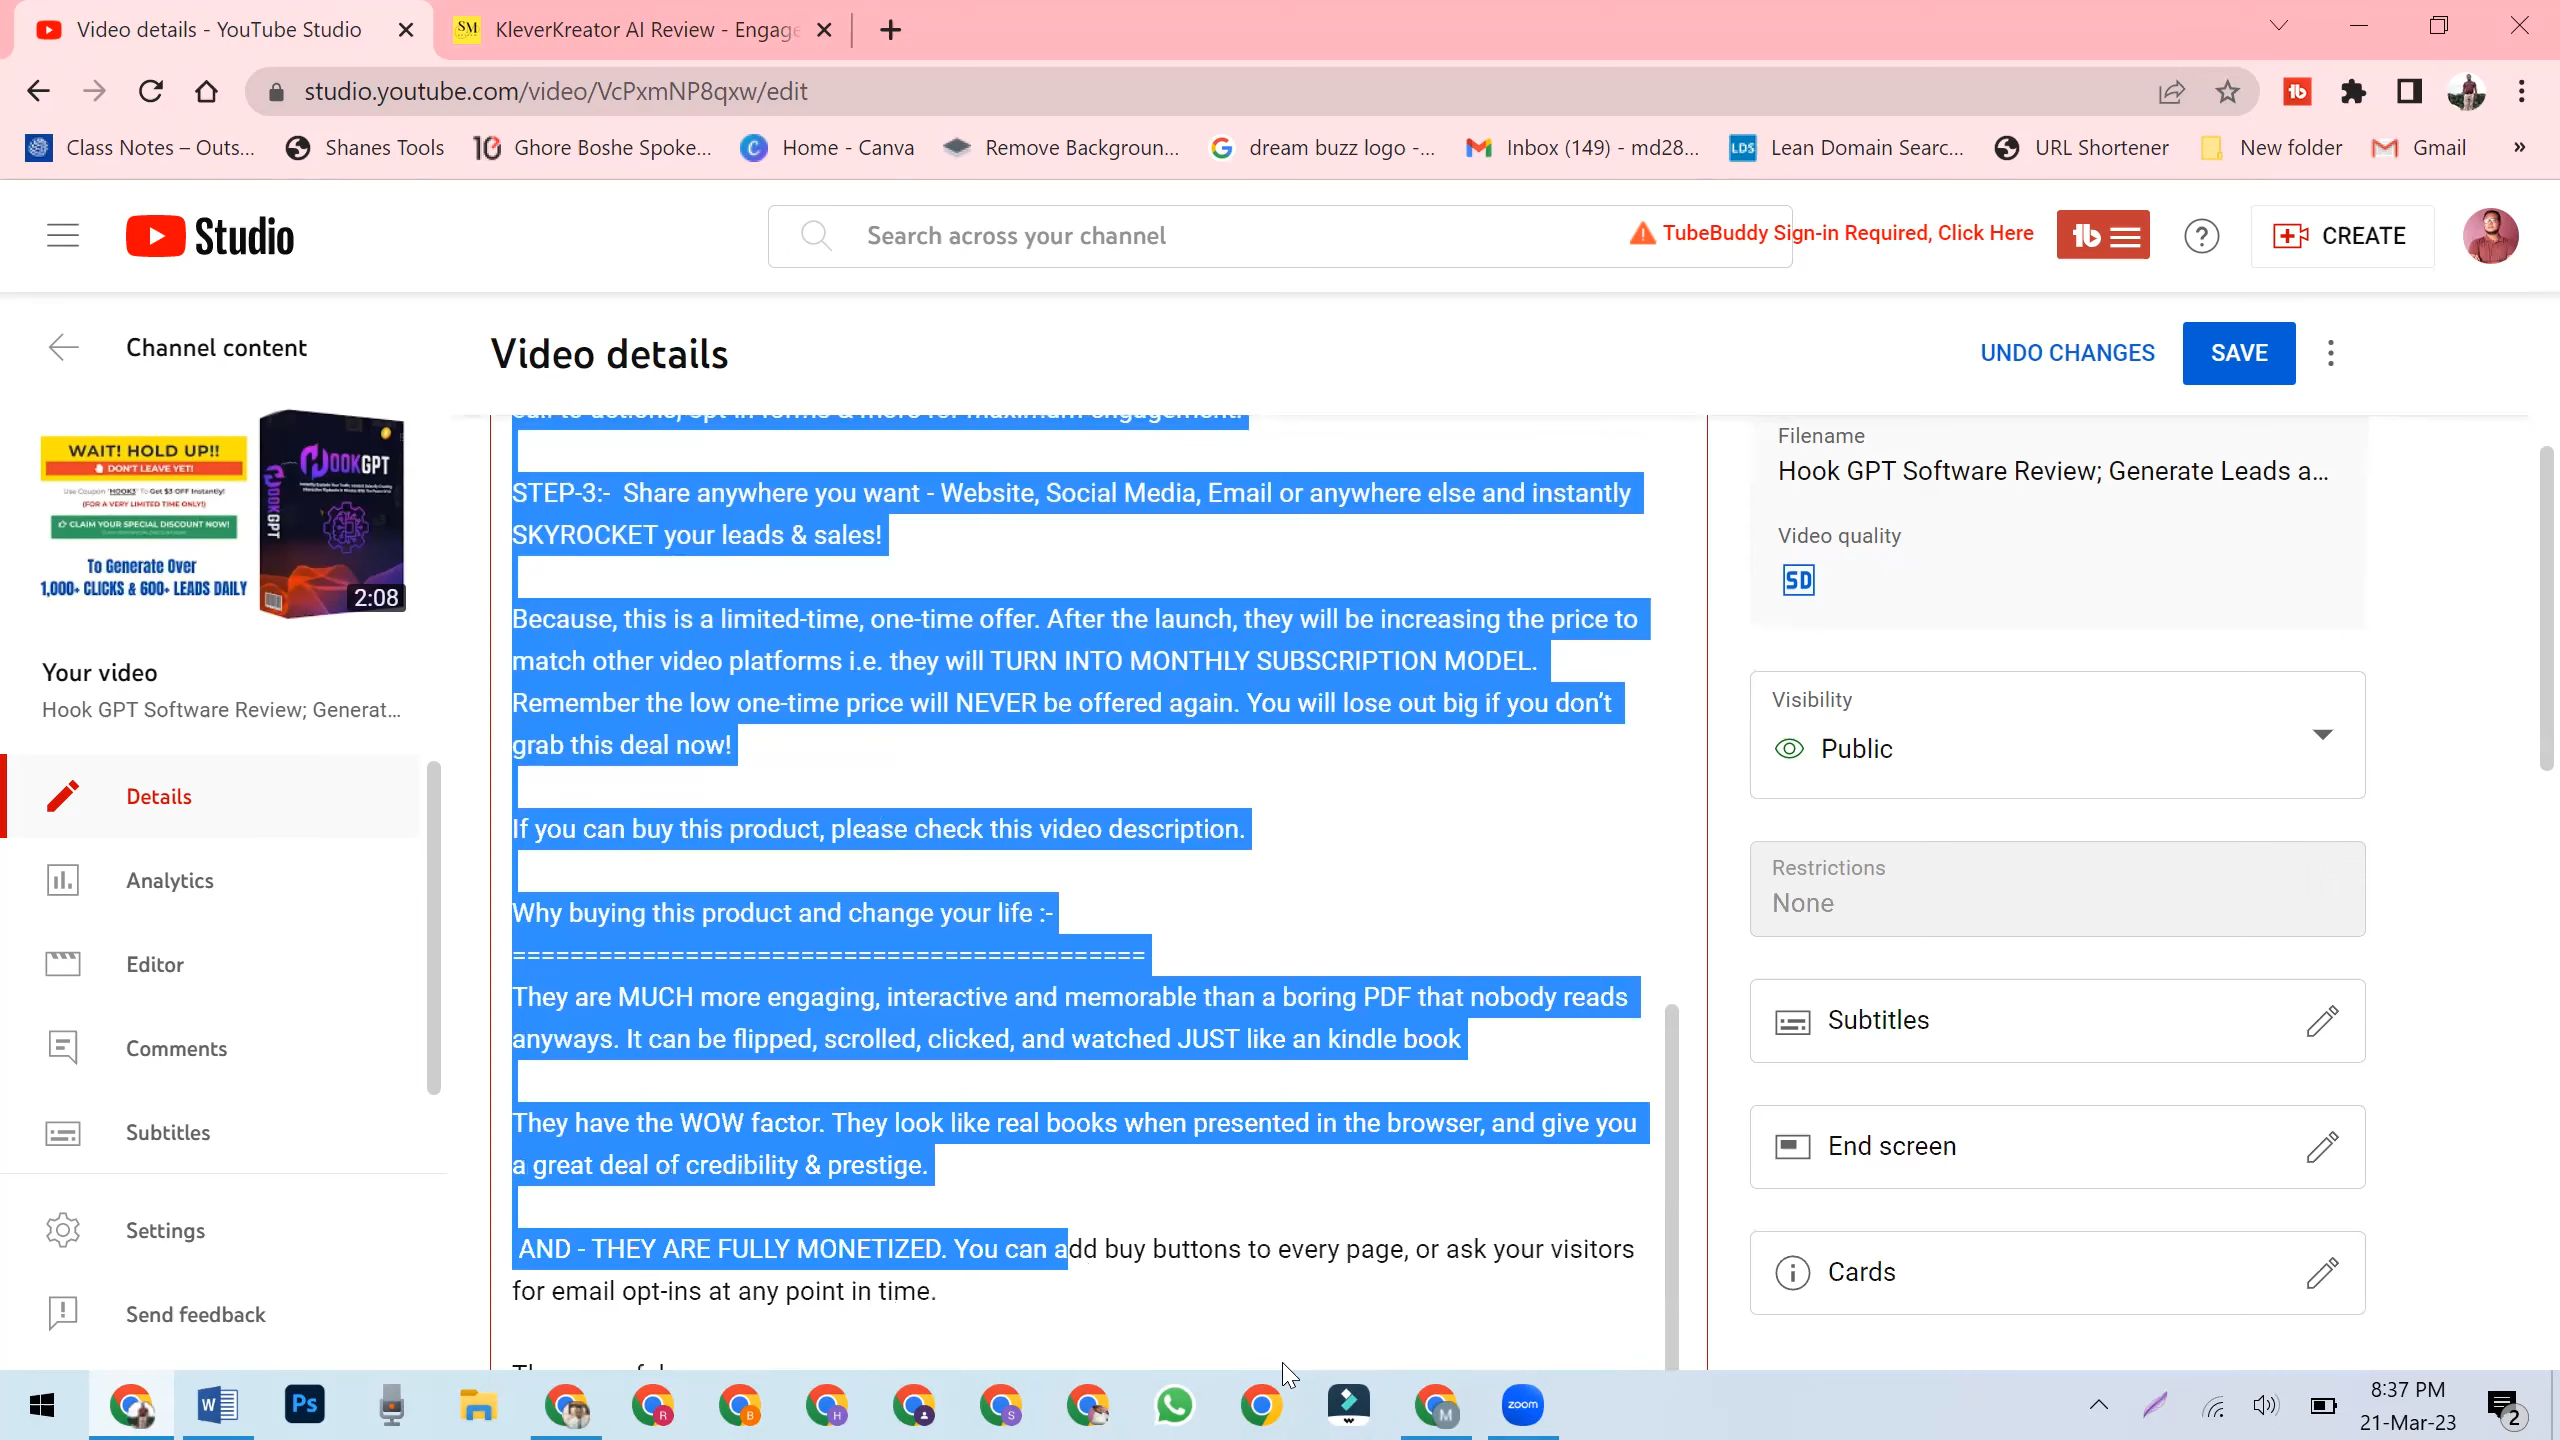 Video details - YouTube Studio
KleverKreator AI Review - Engage
studio.youtube.com/video/VcPxmNP8qxw/edit
Class Notes – Outs...
Shanes Tools
Ghore Boshe Spoke...
Home - Canva
Remove Backgroun...
dream buzz logo -...
Inbox (149) - md28...
Lean Domain Searc...
URL Shortener
New folder
Gmail
»
Studio
Search across your channel
TubeBuddy Sign-in Required, Click Here
CREATE
Channel content
Video details
UNDO CHANGES
SAVE
WAIT! HOLD UP!!
DON'T LEAVE YET!
Use Coupon "HOOK3" To Get $3 OFF Instantly!
(FOR A VERY LIMITED TIME ONLY!)
CLAIM YOUR SPECIAL DISCOUNT NOW!
To Generate Over
1,000+ CLICKS & 600+ LEADS DAILY
HOOKGPT
HOOKGPT
2:08
Your video
Hook GPT Software Review; Generat...
Details
Analytics
Editor
Comments
Subtitles
Settings
Send feedback
STEP-3:-  Share anywhere you want - Website, Social Media, Email or anywhere else and instantly
SKYROCKET your leads & sales!
Because, this is a limited-time, one-time offer. After the launch, they will be increasing the price to
match other video platforms i.e. they will TURN INTO MONTHLY SUBSCRIPTION MODEL.
Remember the low one-time price will NEVER be offered again. You will lose out big if you don’t
grab this deal now!
If you can buy this product, please check this video description.
Why buying this product and change your life :-
============================================
They are MUCH more engaging, interactive and memorable than a boring PDF that nobody reads
anyways. It can be flipped, scrolled, clicked, and watched JUST like an kindle book
They have the WOW factor. They look like real books when presented in the browser, and give you
a great deal of credibility & prestige.
AND - THEY ARE FULLY MONETIZED. You can add buy buttons to every page, or ask your visitors
for email opt-ins at any point in time.
Filename
Hook GPT Software Review; Generate Leads a...
Video quality
SD
Visibility
Public
Restrictions
None
Subtitles
End screen
Cards
8:37 PM
21-Mar-23
2